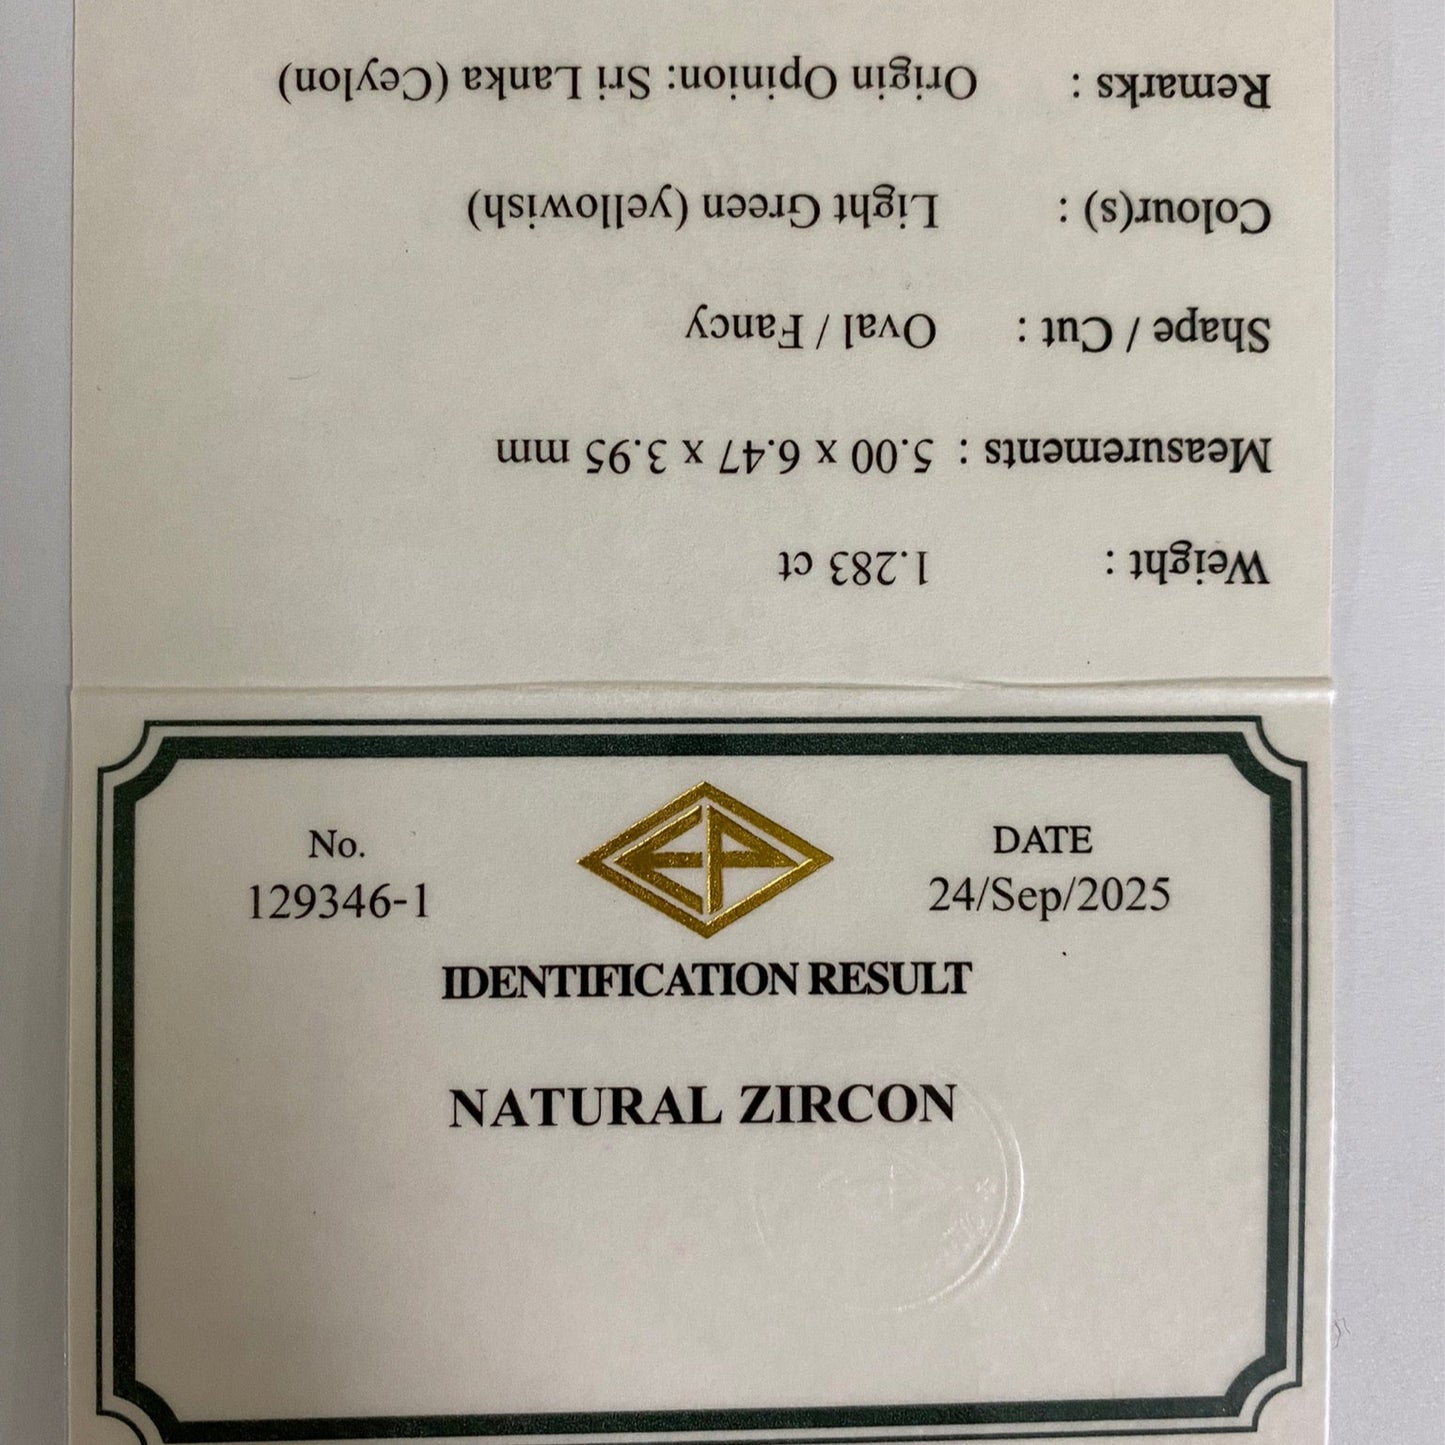 Weight : 1.283 ct
Measurements : 5.00 x 6.47 x 3.95 mm
Shape / Cut : Oval / Fancy
Colour(s) : Light Green (yellowish)
Remarks : Origin Opinion: Sri Lanka (Ceylon)
No.
129346-1
EP
DATE
24/Sep/2025
IDENTIFICATION RESULT
NATURAL ZIRCON